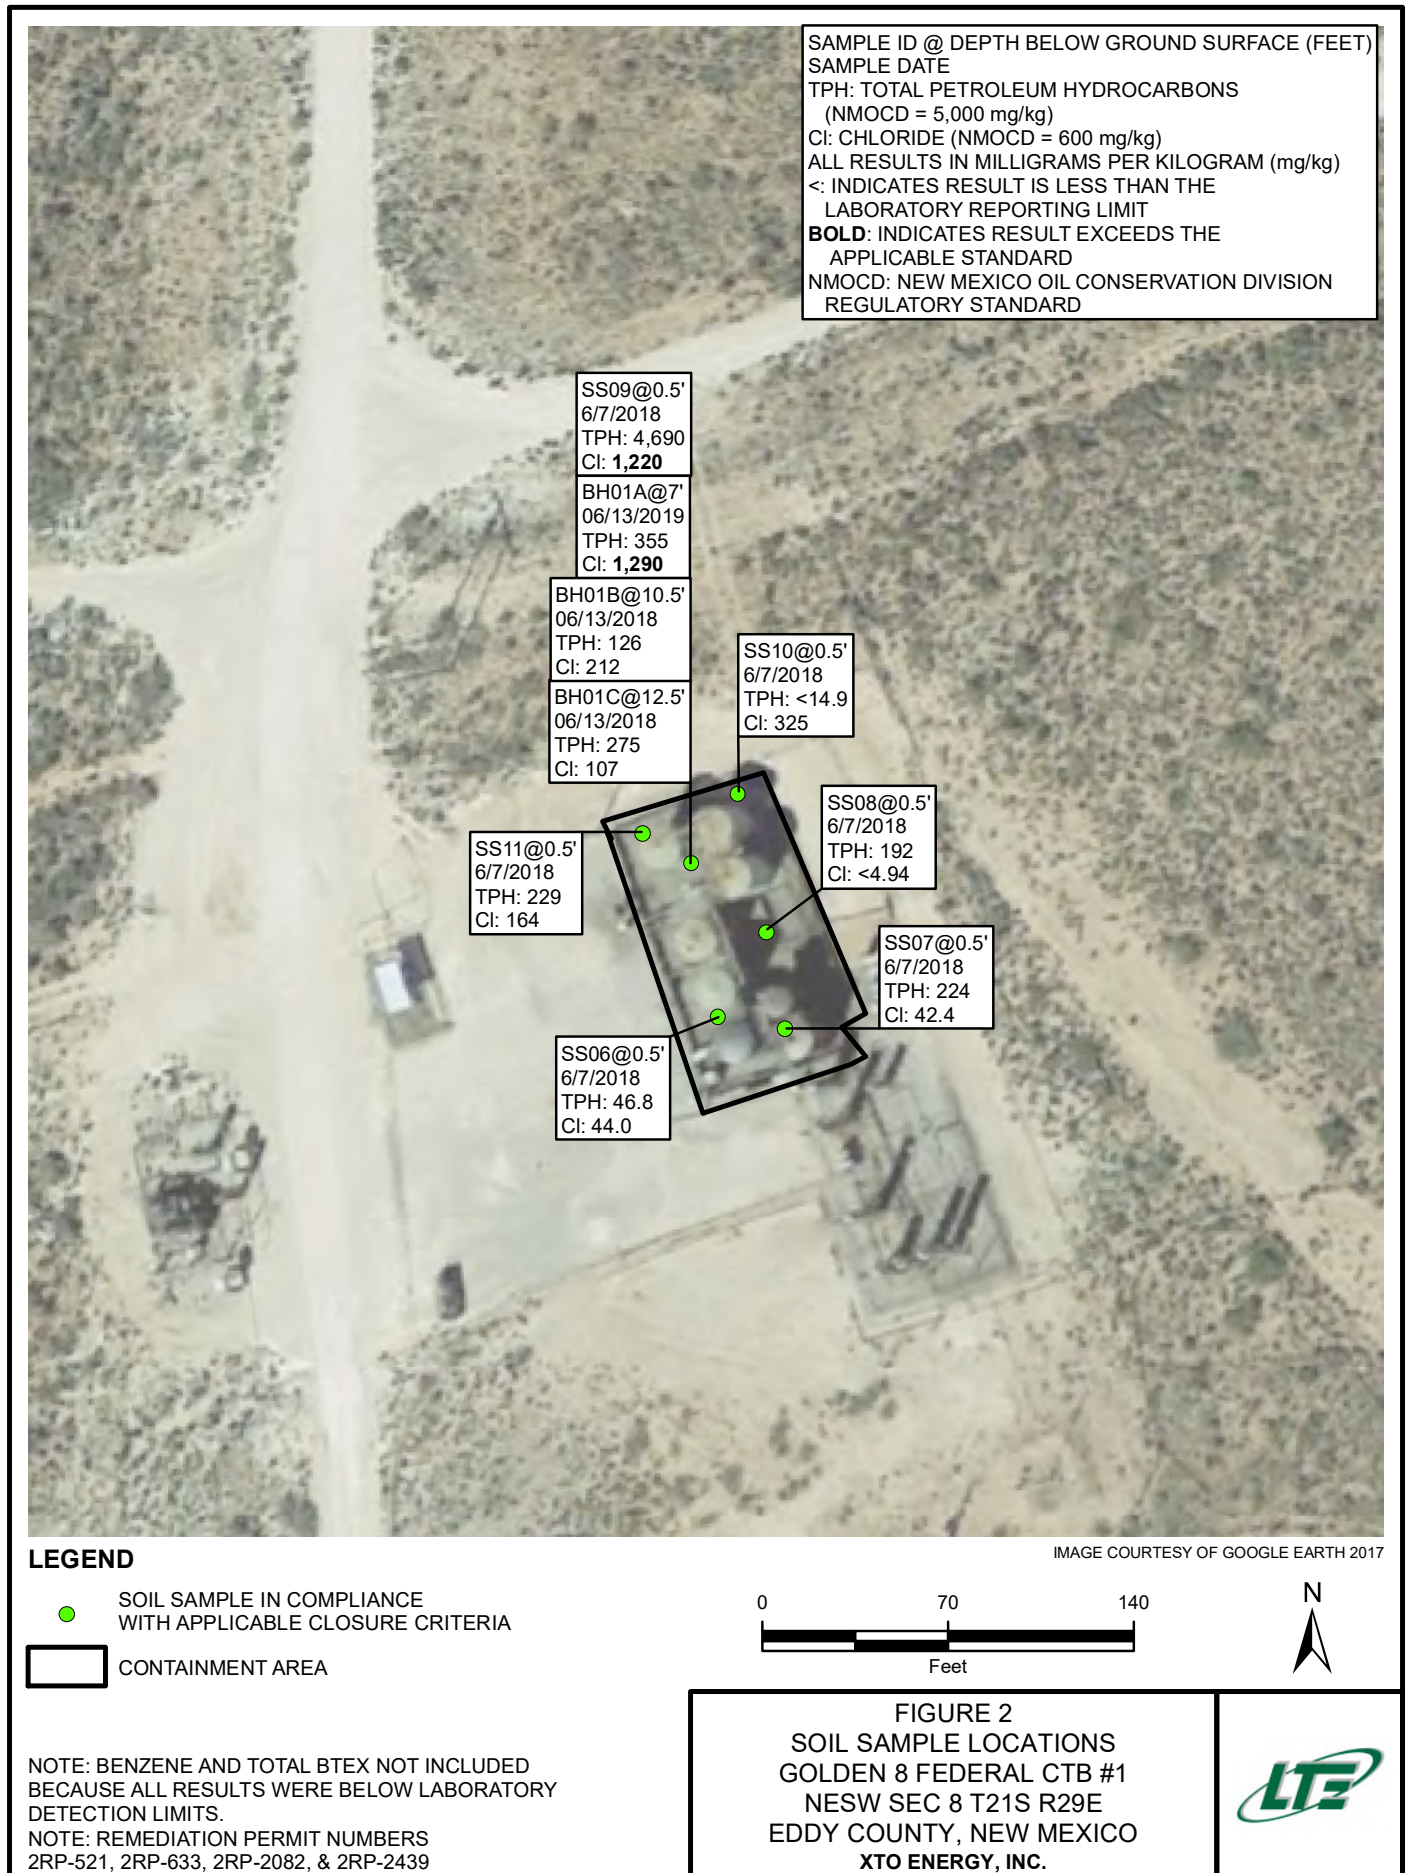 SAMPLE ID @ DEPTH BELOW GROUND SURFACE (FEET)
SAMPLE DATE
TPH: TOTAL PETROLEUM HYDROCARBONS
(NMOCD = 5,000 mg/kg)
Cl: CHLORIDE (NMOCD = 600 mg/kg)
ALL RESULTS IN MILLIGRAMS PER KILOGRAM (mg/kg)
<: INDICATES RESULT IS LESS THAN THE
LABORATORY REPORTING LIMIT
BOLD: INDICATES RESULT EXCEEDS THE
APPLICABLE STANDARD
NMOCD: NEW MEXICO OIL CONSERVATION DIVISION
REGULATORY STANDARD
SS09@0.5'
6/7/2018
TPH: 4,690
Cl: 1,220
BH01A@7'
06/13/2019
TPH: 355
Cl: 1,290
BH01B@10.5'
06/13/2018
TPH: 126
Cl: 212
BH01C@12.5'
06/13/2018
TPH: 275
Cl: 107
SS10@0.5'
6/7/2018
TPH: <14.9
Cl: 325
SS08@0.5'
6/7/2018
TPH: 192
Cl: <4.94
SS11@0.5'
6/7/2018
TPH: 229
Cl: 164
SS07@0.5'
6/7/2018
TPH: 224
Cl: 42.4
SS06@0.5'
6/7/2018
TPH: 46.8
Cl: 44.0
LEGEND
IMAGE COURTESY OF GOOGLE EARTH 2017
SOIL SAMPLE IN COMPLIANCE
WITH APPLICABLE CLOSURE CRITERIA
CONTAINMENT AREA
0 70 140
Feet
N
NOTE: BENZENE AND TOTAL BTEX NOT INCLUDED
BECAUSE ALL RESULTS WERE BELOW LABORATORY
DETECTION LIMITS.
NOTE: REMEDIATION PERMIT NUMBERS
2RP-521, 2RP-633, 2RP-2082, & 2RP-2439
FIGURE 2
SOIL SAMPLE LOCATIONS
GOLDEN 8 FEDERAL CTB #1
NESW SEC 8 T21S R29E
EDDY COUNTY, NEW MEXICO
XTO ENERGY, INC.
LTE